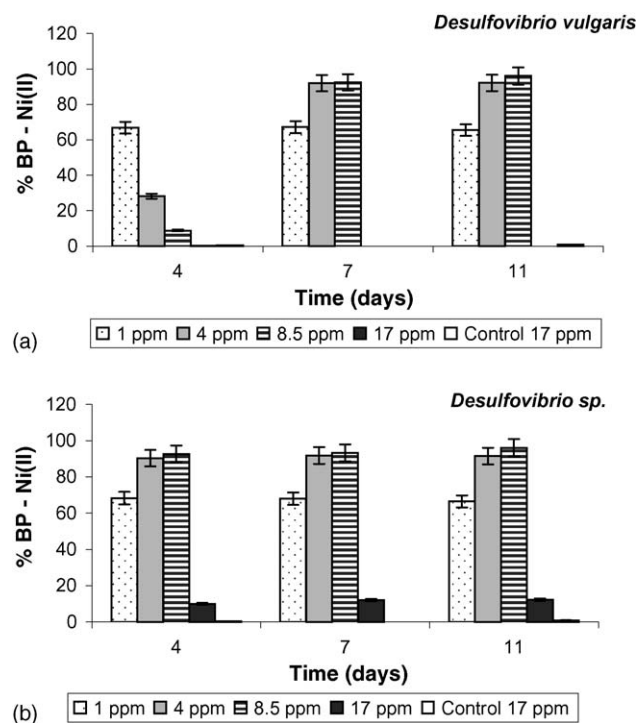 Desulfovibrio vulgaris
120
100
80
60
40
20
0
% BP - Ni(II)
4 7 11
Time (days)
(a)
1 ppm 4 ppm 8.5 ppm 17 ppm Control 17 ppm
Desulfovibrio sp.
120
100
80
60
40
20
0
% BP - Ni(II)
4 7 11
Time (days)
(b)
1 ppm 4 ppm 8.5 ppm 17 ppm Control 17 ppm